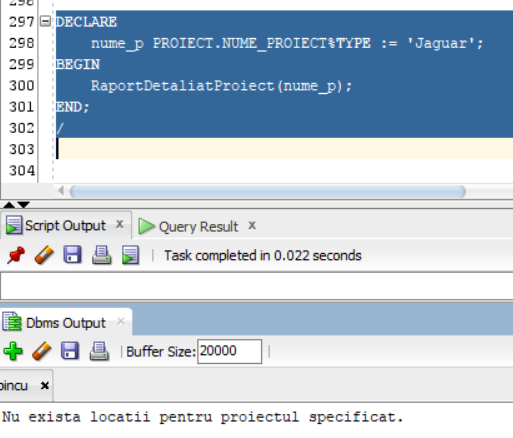 296
297 DECLARE
298 nume_p PROIECT.NUME_PROIECT%TYPE := 'Jaguar';
299 BEGIN
300 RaportDetaliatProiect(nume_p);
301 END;
302 /
303
304
Script Output x Query Result x
Task completed in 0.022 seconds
Dbms Output x
Buffer Size: 20000
pincu x
Nu exista locatii pentru proiectul specificat.